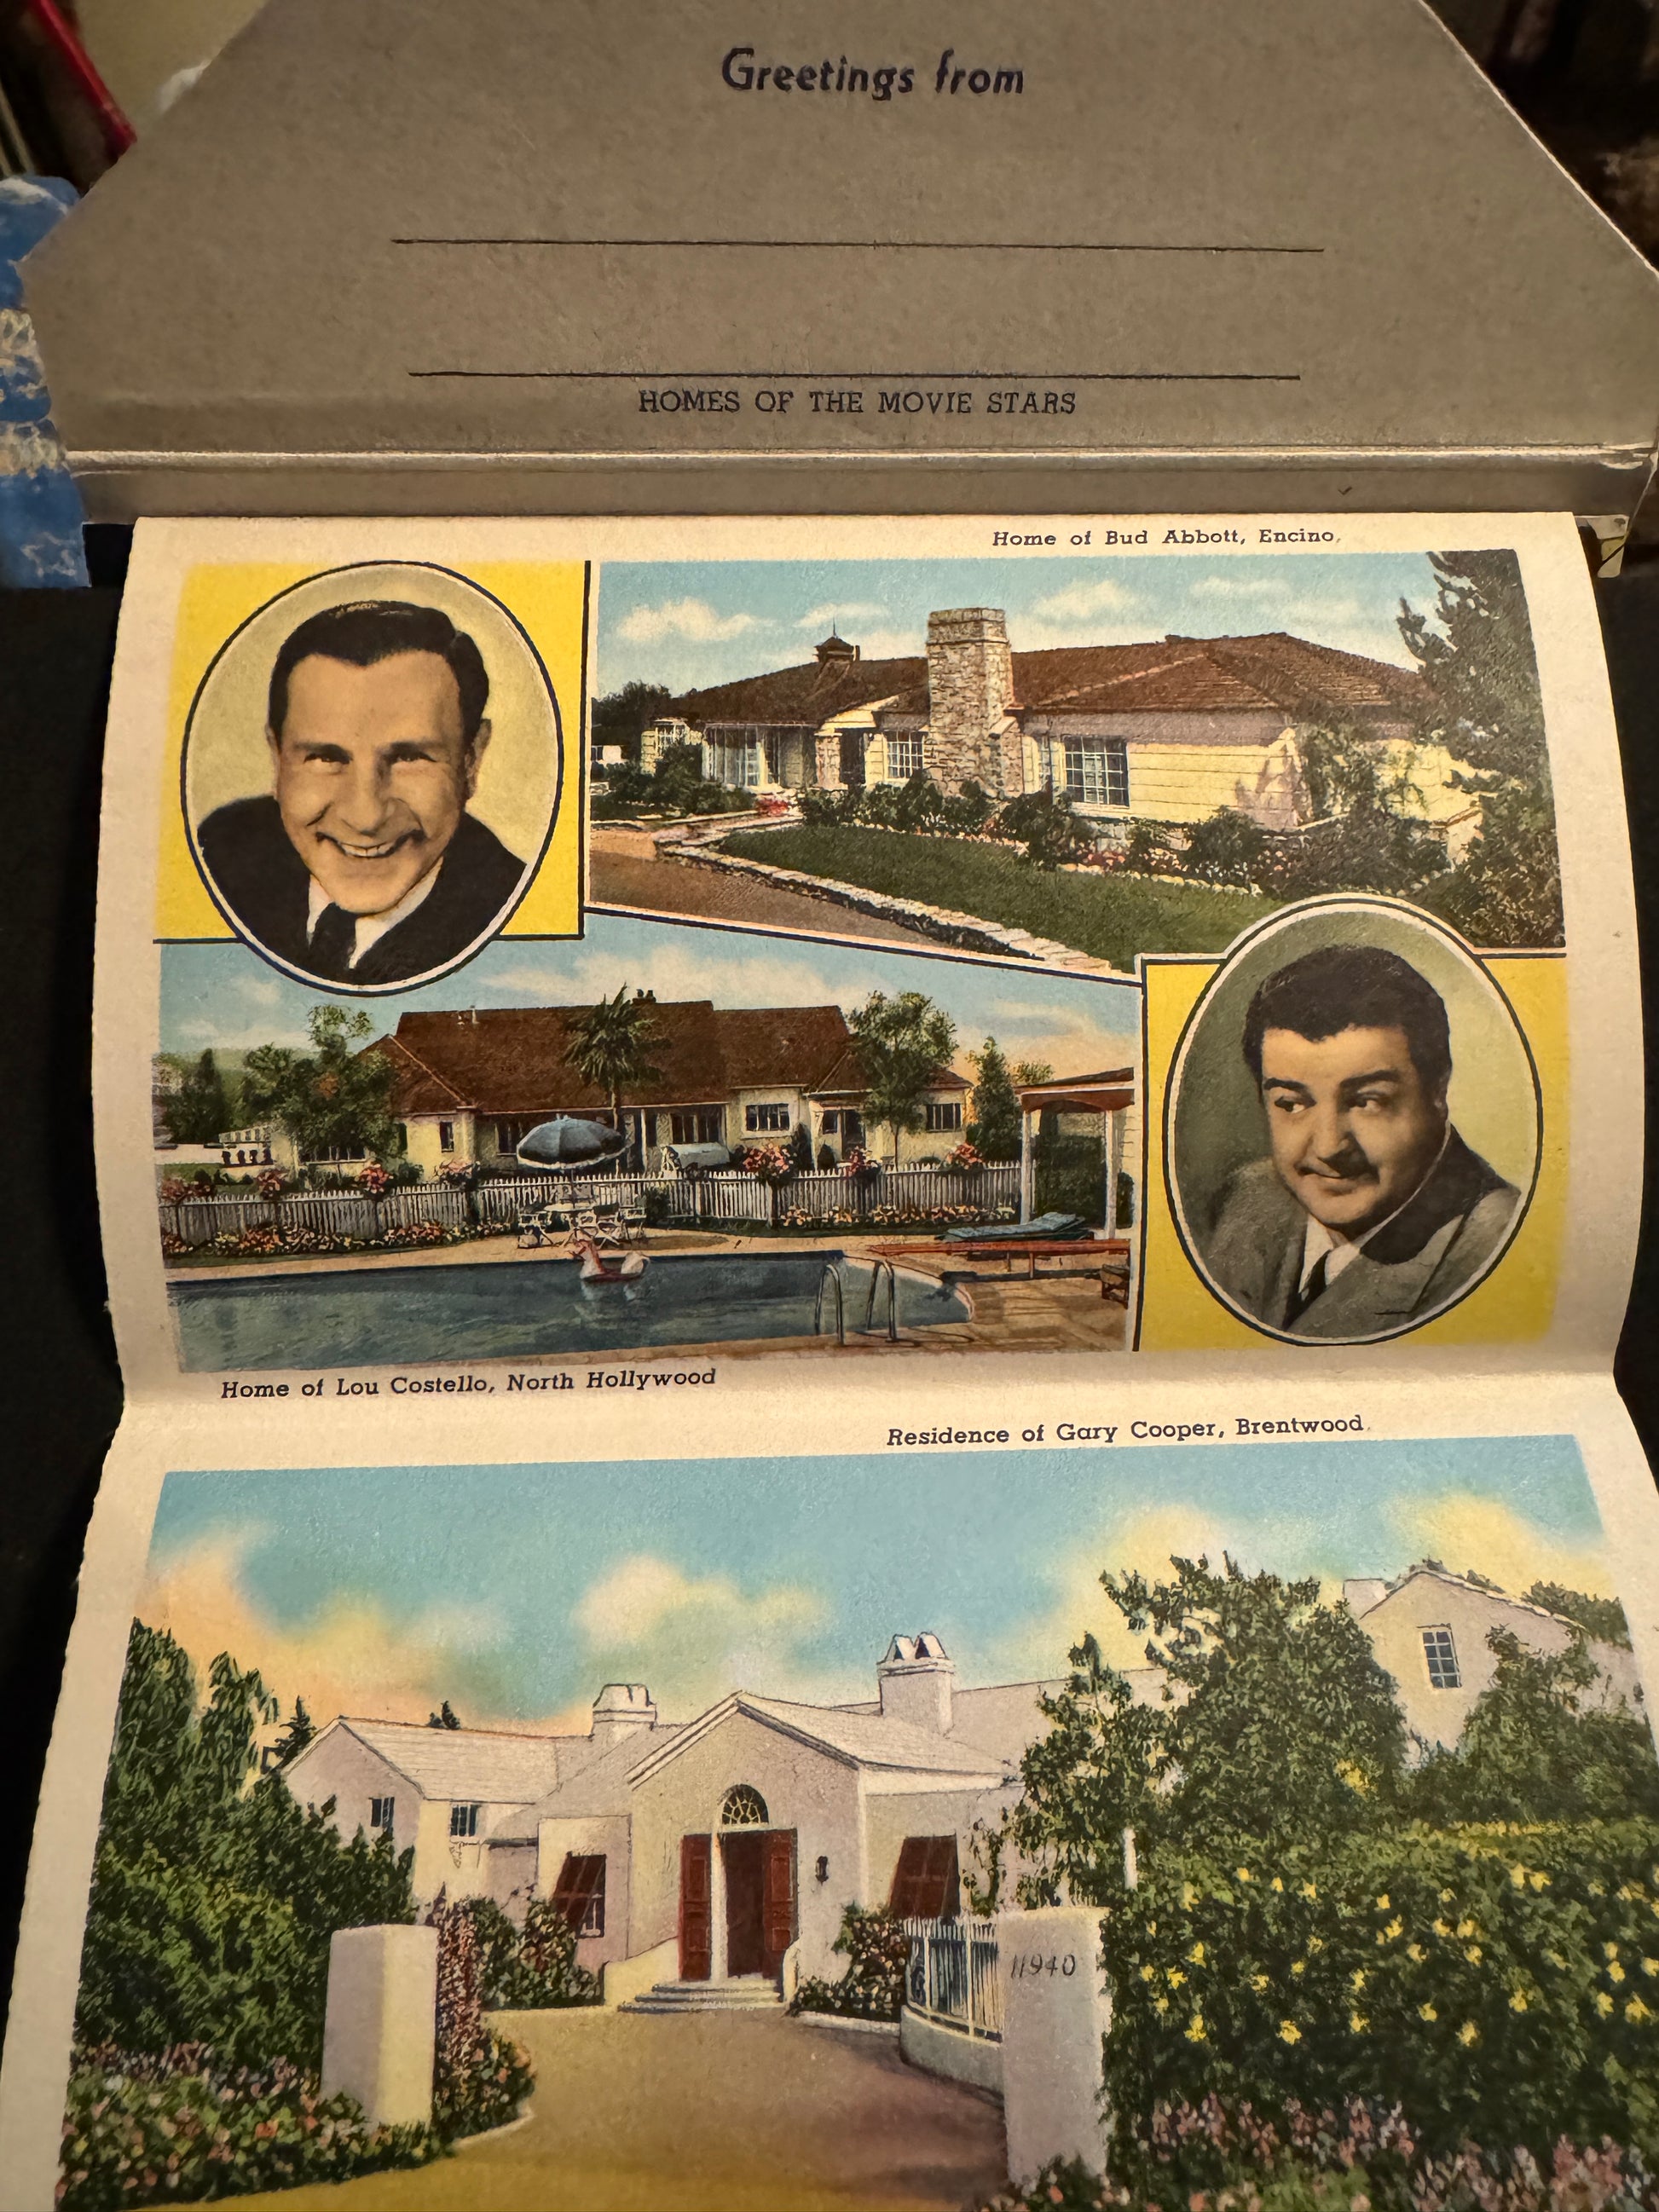 Greetings from
HOMES OF THE MOVIE STARS
Home of Bud Abbott, Encino.
Home of Lou Costello, North Hollywood
Residence of Gary Cooper, Brentwood.
11940